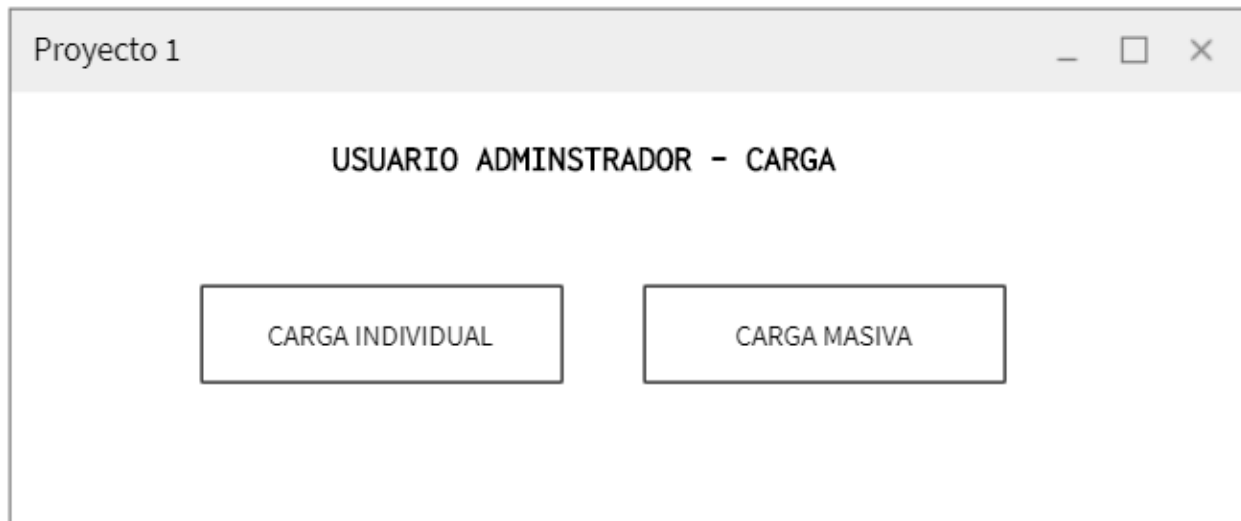 Proyecto 1
USUARIO ADMINSTRADOR - CARGA
CARGA INDIVIDUAL
CARGA MASIVA